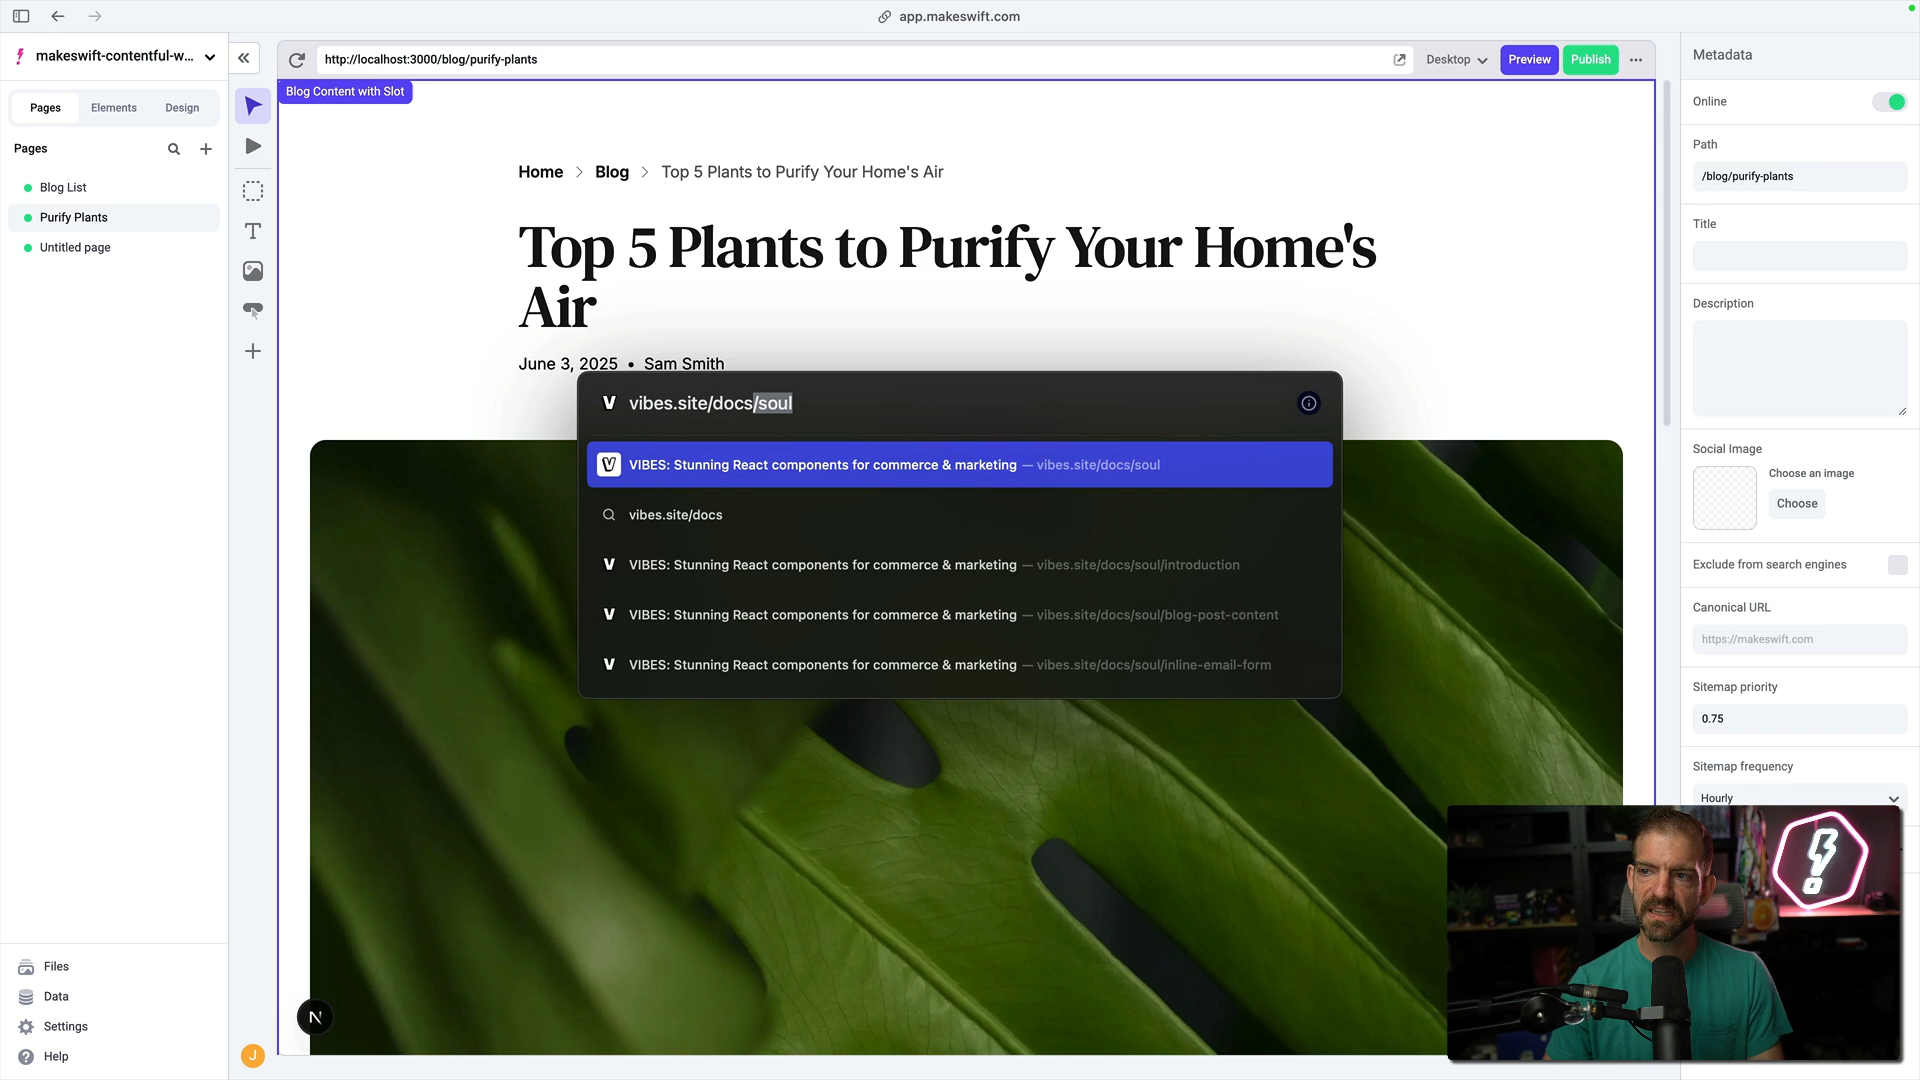 app.makeswift.com
makeswift-contentful-w...
http://localhost:3000/blog/purify-plants
Desktop
Preview
Publish
Metadata
Pages
Elements
Design
Pages
Blog List
Purify Plants
Untitled page
Files
Data
Settings
Help
J
Blog Content with Slot
Home > Blog > Top 5 Plants to Purify Your Home's Air
Top 5 Plants to Purify Your Home's
Air
June 3, 2025 • Sam Smith
vibes.site/docs/soul
VIBES: Stunning React components for commerce & marketing — vibes.site/docs/soul
vibes.site/docs
VIBES: Stunning React components for commerce & marketing — vibes.site/docs/soul/introduction
VIBES: Stunning React components for commerce & marketing — vibes.site/docs/soul/blog-post-content
VIBES: Stunning React components for commerce & marketing — vibes.site/docs/soul/inline-email-form
N
Online
Path
/blog/purify-plants
Title
Description
Social Image
Choose an image
Choose
Exclude from search engines
Canonical URL
https://makeswift.com
Sitemap priority
0.75
Sitemap frequency
Hourly